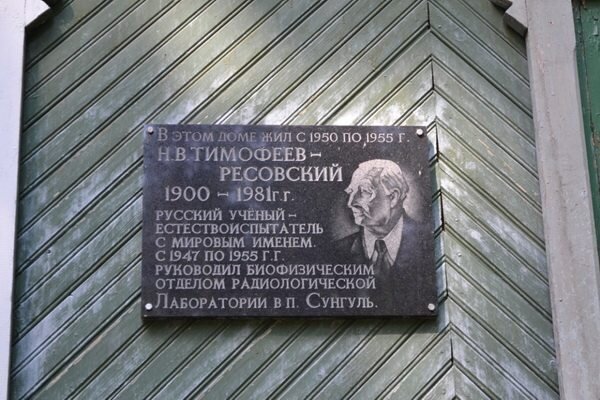 В ЭТОМ ДОМЕ ЖИЛ С 1950 ПО 1955 Г.
Н.В.ТИМОФЕЕВ –
РЕСОВСКИЙ
1900 – 1981г.г.
РУССКИЙ УЧЕНЫЙ –
ЕСТЕСТВОИСПЫТАТЕЛЬ
С МИРОВЫМ ИМЕНЕМ.
С 1947 ПО 1955 Г.Г.
РУКОВОДИЛ БИОФИЗИЧЕСКИМ
ОТДЕЛОМ РАДИОЛОГИЧЕСКОЙ
ЛАБОРАТОРИИ В П. СУНГУЛЬ.